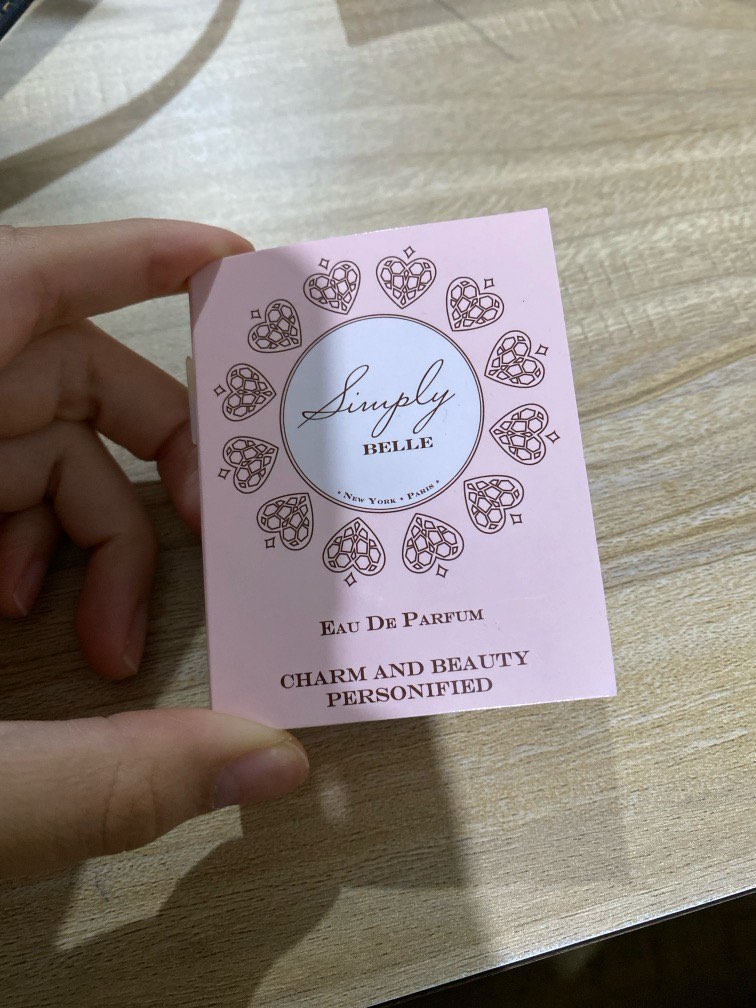 Simply
BELLE
• NEW YORK • PARIS •
EAU DE PARFUM
CHARM AND BEAUTY
PERSONIFIED